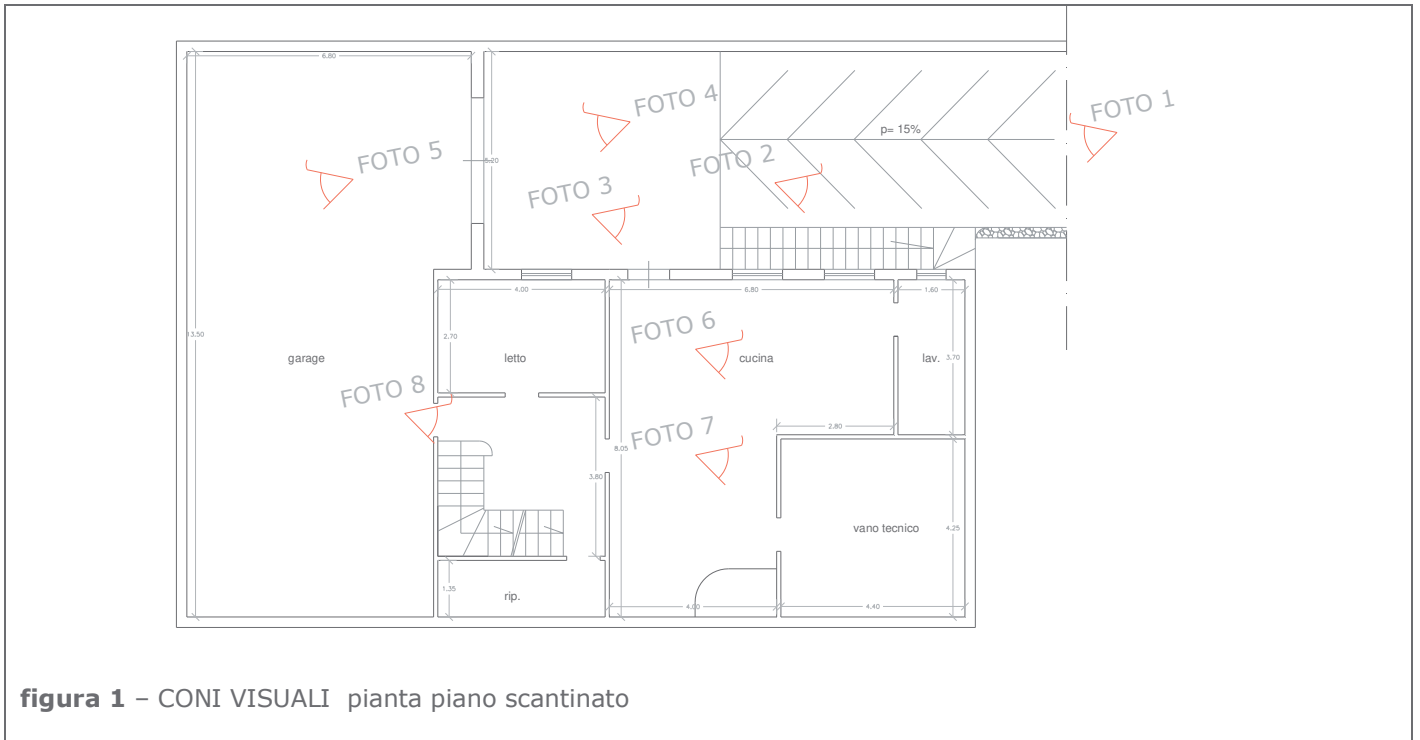 6.80
FOTO 4
FOTO 1
p= 15%
FOTO 5
5.20
FOTO 2
FOTO 3
4.00
6.80
1.60
13.50
2.70
FOTO 6
garage
letto
cucina
lav.
3.70
FOTO 8
2.80
FOTO 7
8.05
3.80
vano tecnico
4.25
1.35
rip.
4.00
4.40
figura 1 – CONI VISUALI pianta piano scantinato